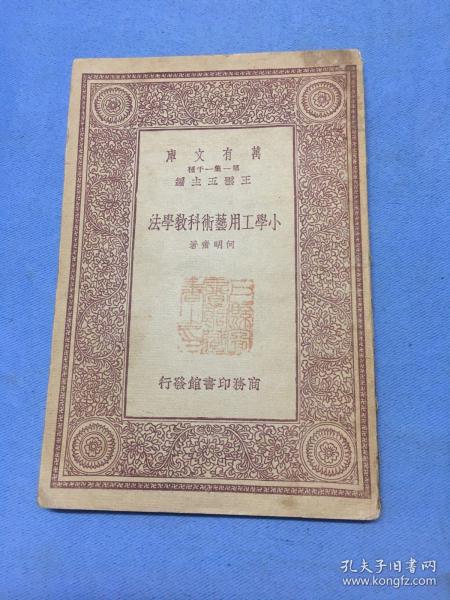 萬有文庫
第一集一千種
王雲五主編
小學工用藝術科教學法
何明齋著
商務印書館發行
孔夫子旧书网
www.kongfz.com